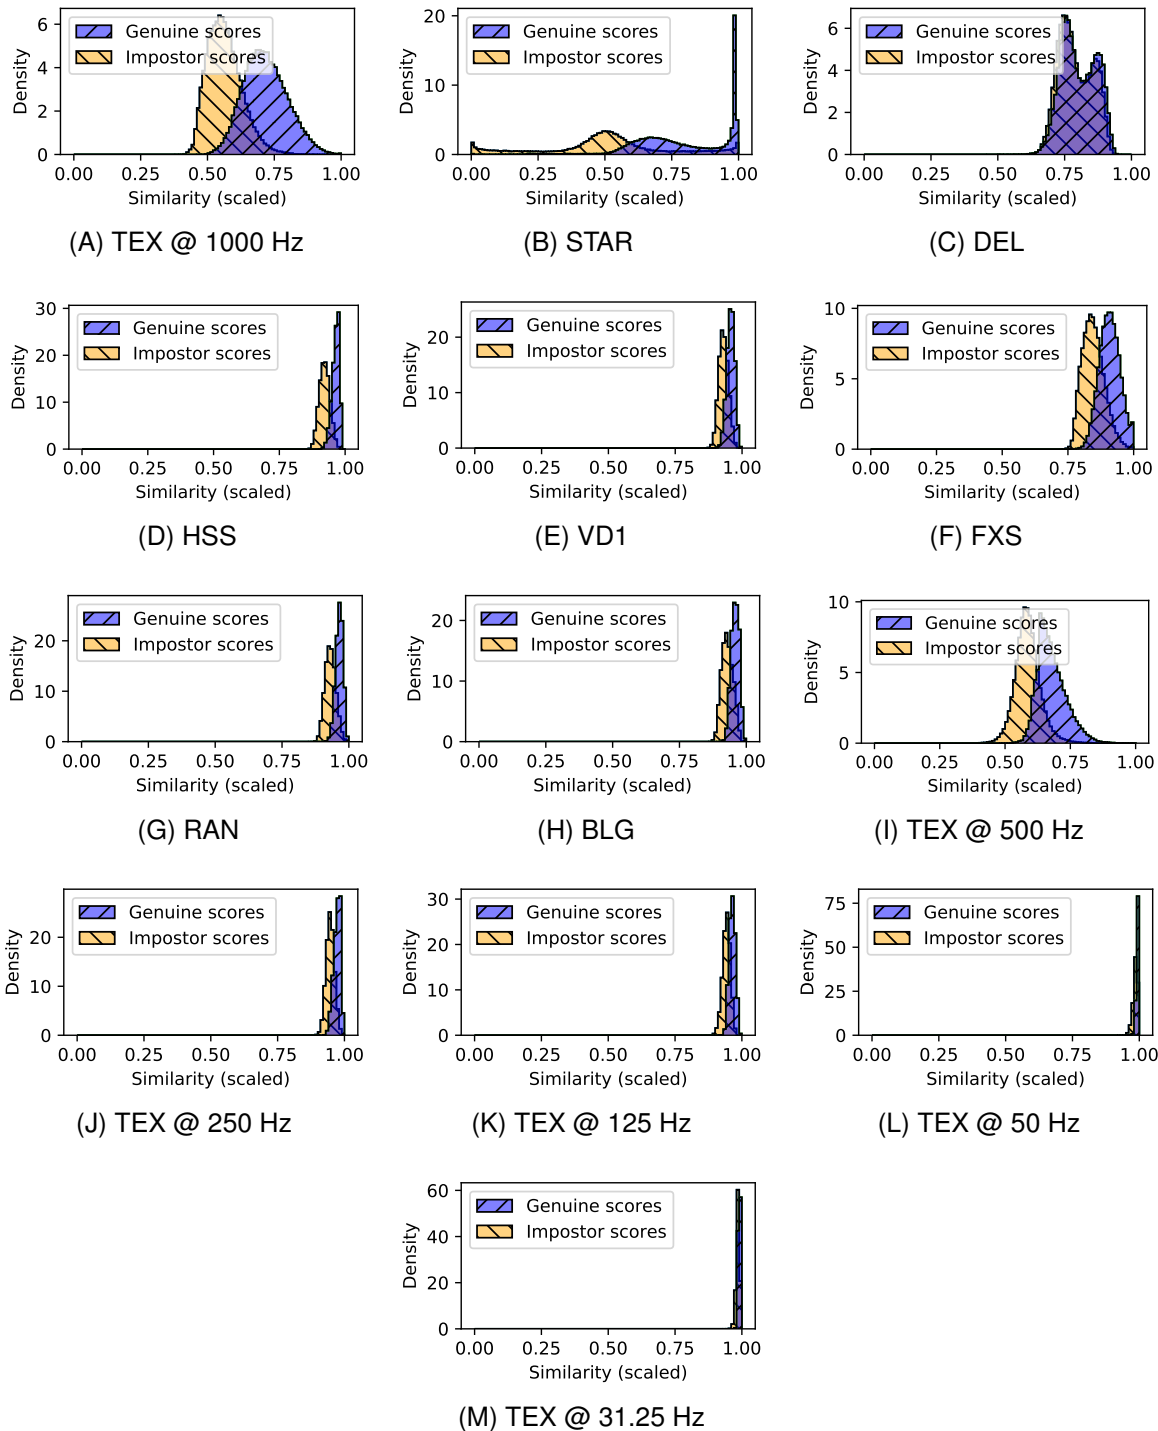 Density
6
4
2
0
Genuine scores
Impostor scores
0.00 0.25 0.50 0.75 1.00
Similarity (scaled)
(A) TEX @ 1000 Hz
Density
20
10
0
Genuine scores
Impostor scores
0.00 0.25 0.50 0.75 1.00
Similarity (scaled)
(B) STAR
Density
6
4
2
0
Genuine scores
Impostor scores
0.00 0.25 0.50 0.75 1.00
Similarity (scaled)
(C) DEL
Density
30
20
10
0
Genuine scores
Impostor scores
0.00 0.25 0.50 0.75 1.00
Similarity (scaled)
(D) HSS
Density
20
10
0
Genuine scores
Impostor scores
0.00 0.25 0.50 0.75 1.00
Similarity (scaled)
(E) VD1
Density
10
5
0
Genuine scores
Impostor scores
0.00 0.25 0.50 0.75 1.00
Similarity (scaled)
(F) FXS
Density
20
10
0
Genuine scores
Impostor scores
0.00 0.25 0.50 0.75 1.00
Similarity (scaled)
(G) RAN
Density
20
10
0
Genuine scores
Impostor scores
0.00 0.25 0.50 0.75 1.00
Similarity (scaled)
(H) BLG
Density
10
5
0
Genuine scores
Impostor scores
0.00 0.25 0.50 0.75 1.00
Similarity (scaled)
(I) TEX @ 500 Hz
Density
20
10
0
Genuine scores
Impostor scores
0.00 0.25 0.50 0.75 1.00
Similarity (scaled)
(J) TEX @ 250 Hz
Density
30
20
10
0
Genuine scores
Impostor scores
0.00 0.25 0.50 0.75 1.00
Similarity (scaled)
(K) TEX @ 125 Hz
Density
75
50
25
0
Genuine scores
Impostor scores
0.00 0.25 0.50 0.75 1.00
Similarity (scaled)
(L) TEX @ 50 Hz
Density
60
40
20
0
Genuine scores
Impostor scores
0.00 0.25 0.50 0.75 1.00
Similarity (scaled)
(M) TEX @ 31.25 Hz